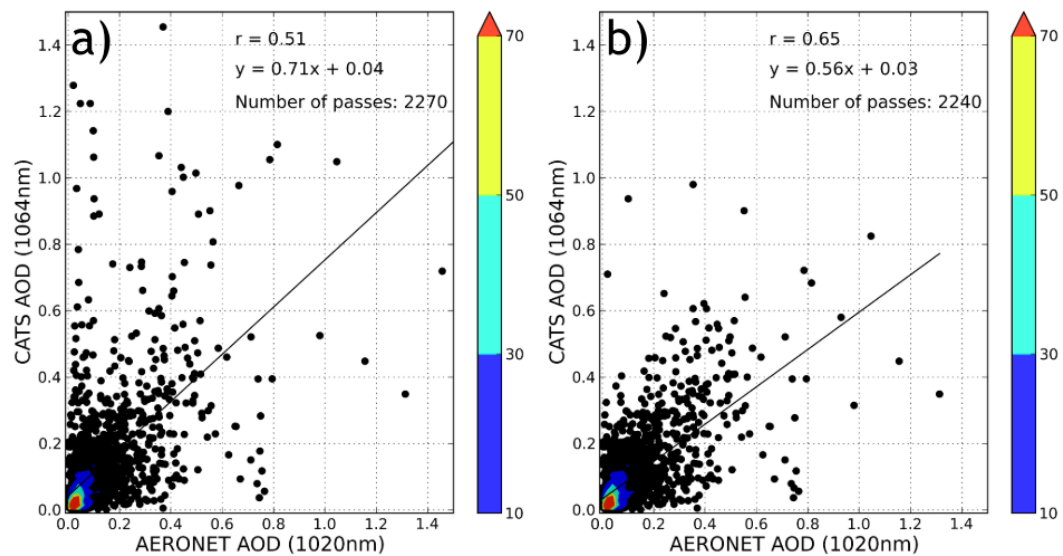 a)
r = 0.51
y = 0.71x + 0.04
Number of passes: 2270
1.4
1.2
1.0
0.8
0.6
0.4
0.2
0.0
CATS AOD (1064nm)
0.0 0.2 0.4 0.6 0.8 1.0 1.2 1.4
AERONET AOD (1020nm)
70
50
30
10
b)
r = 0.65
y = 0.56x + 0.03
Number of passes: 2240
1.4
1.2
1.0
0.8
0.6
0.4
0.2
0.0
CATS AOD (1064nm)
0.0 0.2 0.4 0.6 0.8 1.0 1.2 1.4
AERONET AOD (1020nm)
70
50
30
10